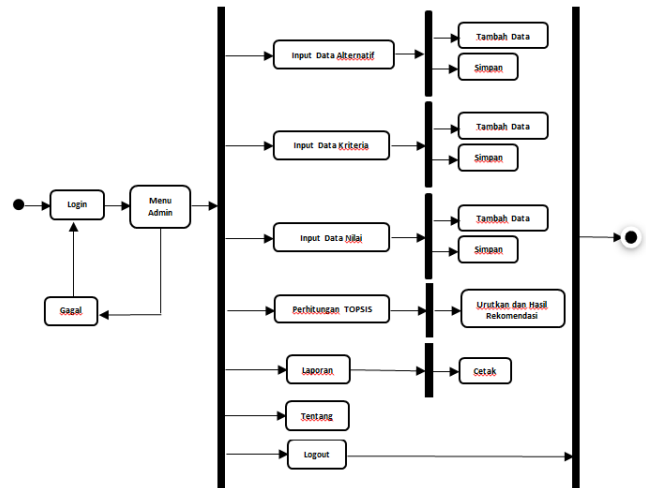 Login
Menu
Admin
Gagal
Input Data Alternatif
Tambah Data
Simpan
Input Data Kriteria
Tambah Data
Simpan
Input Data Nilai
Tambah Data
Simpan
Perhitungan TOPSIS
Urutkan dan Hasil
Rekomendasi
Laporan
Cetak
Tentang
Logout